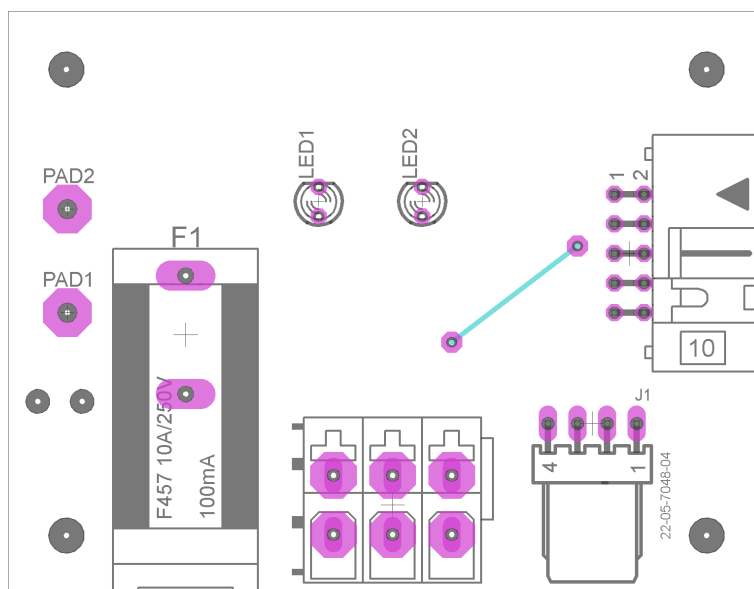 LED1
LED2
PAD2
1
2
F1
PAD1
10
F457 10A/250V
100mA
J1
4
1
22-05-7048-04